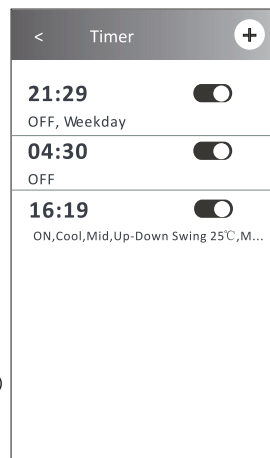 < Timer +
21:29
OFF, Weekday
04:30
OFF
16:19
ON,Cool,Mid,Up-Down Swing 25℃,M...
)